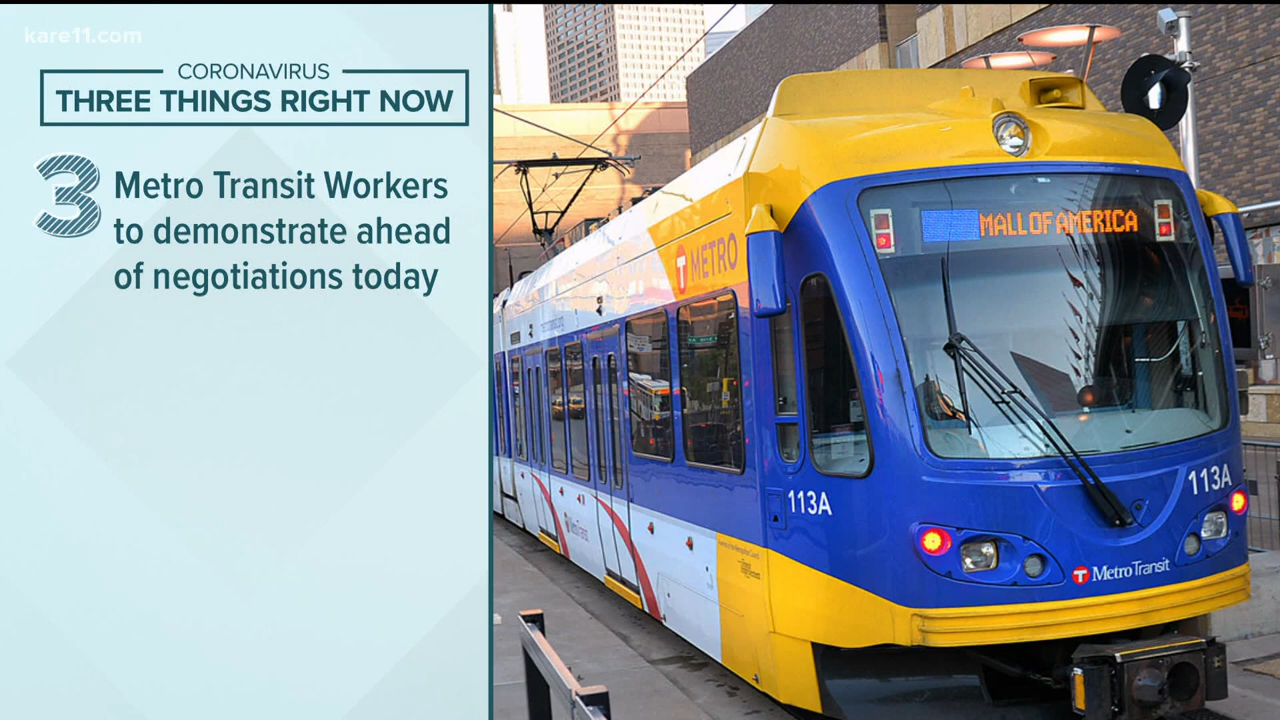 kare11.com
CORONAVIRUS
THREE THINGS RIGHT NOW
3
Metro Transit Workers
to demonstrate ahead
of negotiations today
MALL OF AMERICA
T METRO
113A
113A
T Metro Transit